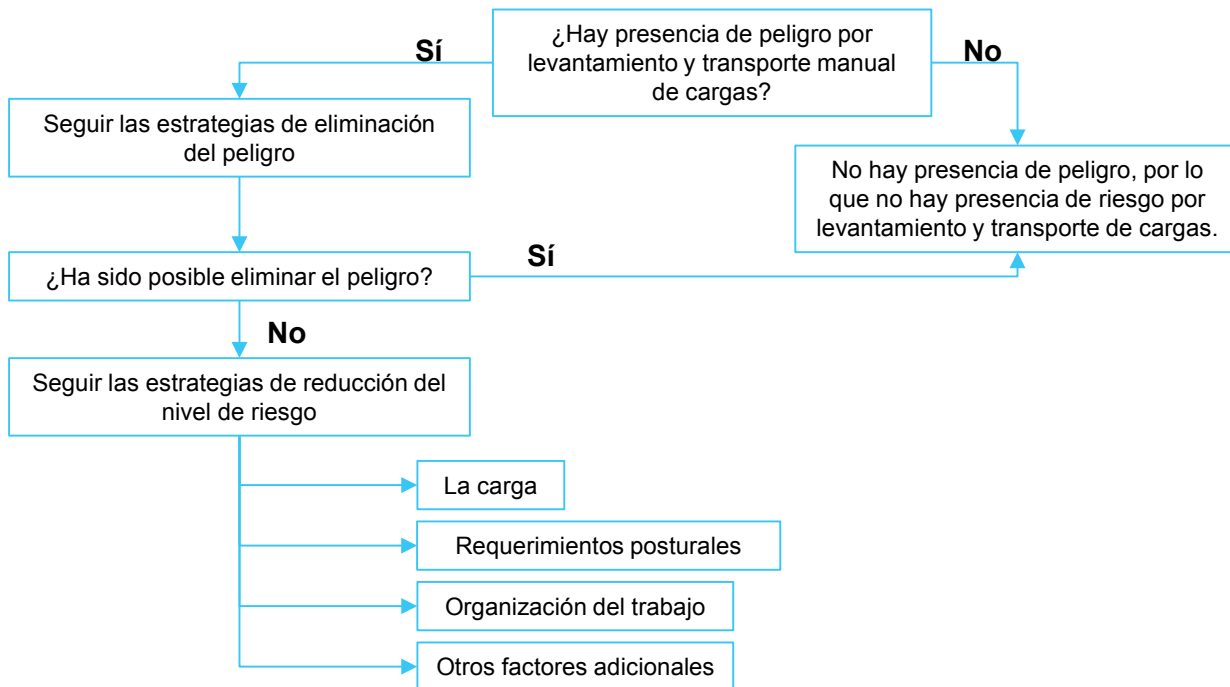 ¿Hay presencia de peligro por
levantamiento y transporte manual
de cargas?
Sí
No
Seguir las estrategias de eliminación
del peligro
No hay presencia de peligro, por lo
que no hay presencia de riesgo por
levantamiento y transporte de cargas.
¿Ha sido posible eliminar el peligro?
Sí
No
Seguir las estrategias de reducción del
nivel de riesgo
La carga
Requerimientos posturales
Organización del trabajo
Otros factores adicionales